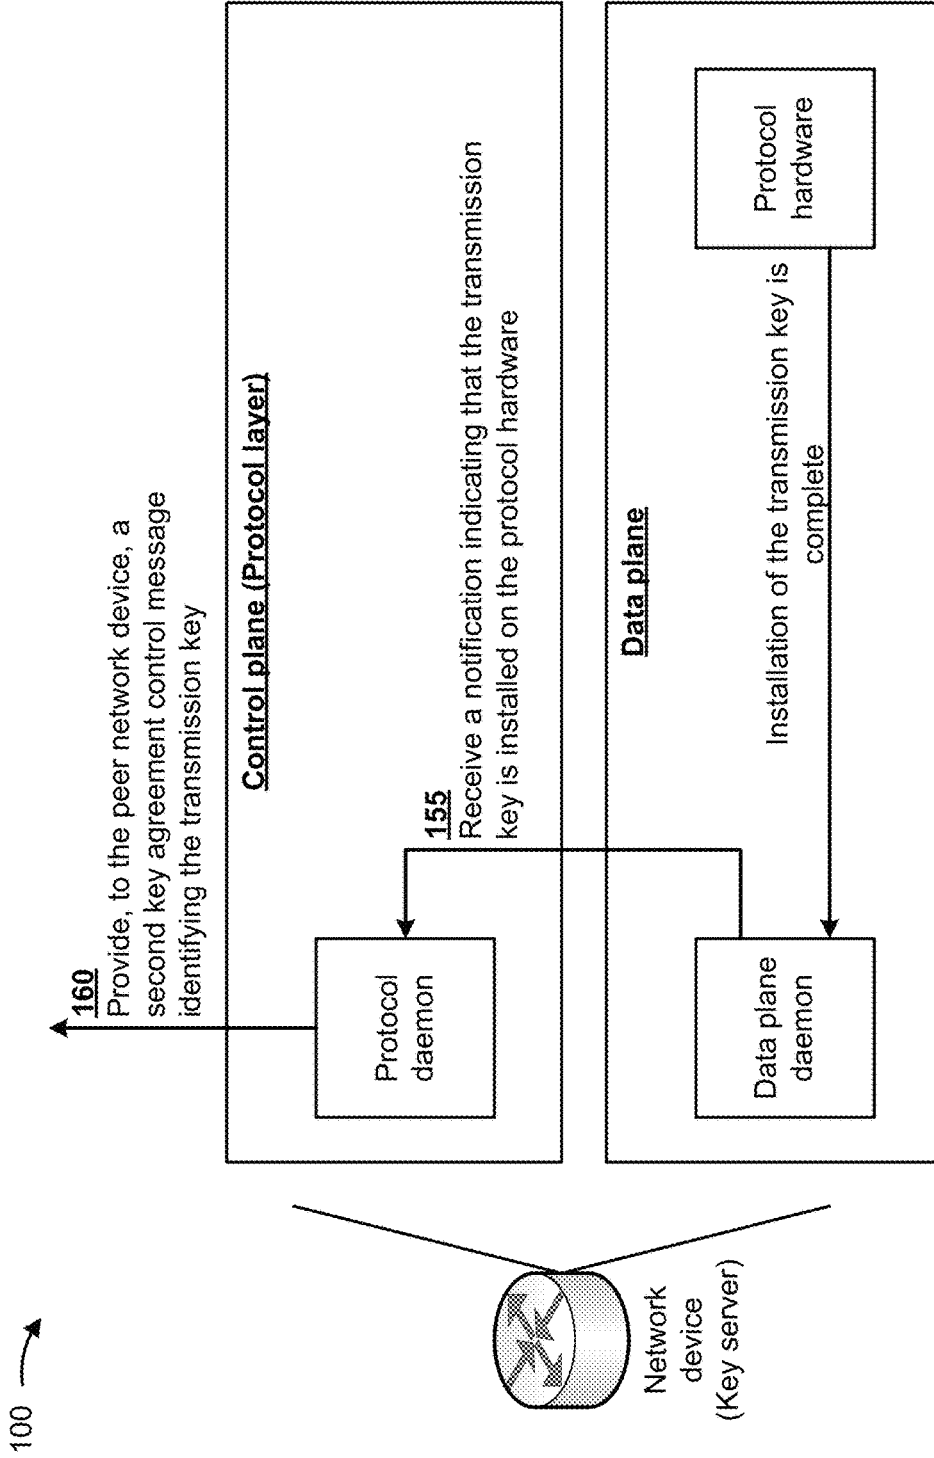 100
160
Provide, to the peer network device, a
second key agreement control message
identifying the transmission key
Control plane (Protocol layer)
155
Receive a notification indicating that the transmission
key is installed on the protocol hardware
Protocol
daemon
Data plane
Installation of the transmission key is
complete
Data plane
daemon
Protocol
hardware
Network
device
(Key server)